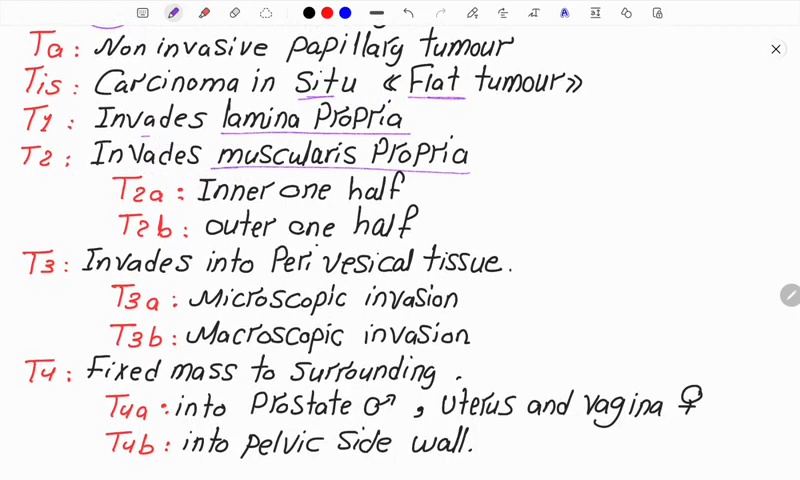 Ta: Non invasive papillary tumour
Tis: Carcinoma in Situ « Flat tumour»
T1: Invades lamina Propria
T2: Invades muscularis Propria
T2a: Inner one half
T2b: outer one half
T3: Invades into Peri vesical tissue.
T3a: Microscopic invasion
T3b: Macroscopic invasion
T4: Fixed mass to surrounding.
T4a: into Prostate ♂, Uterus and vagina ♀
T4b: into pelvic side wall.